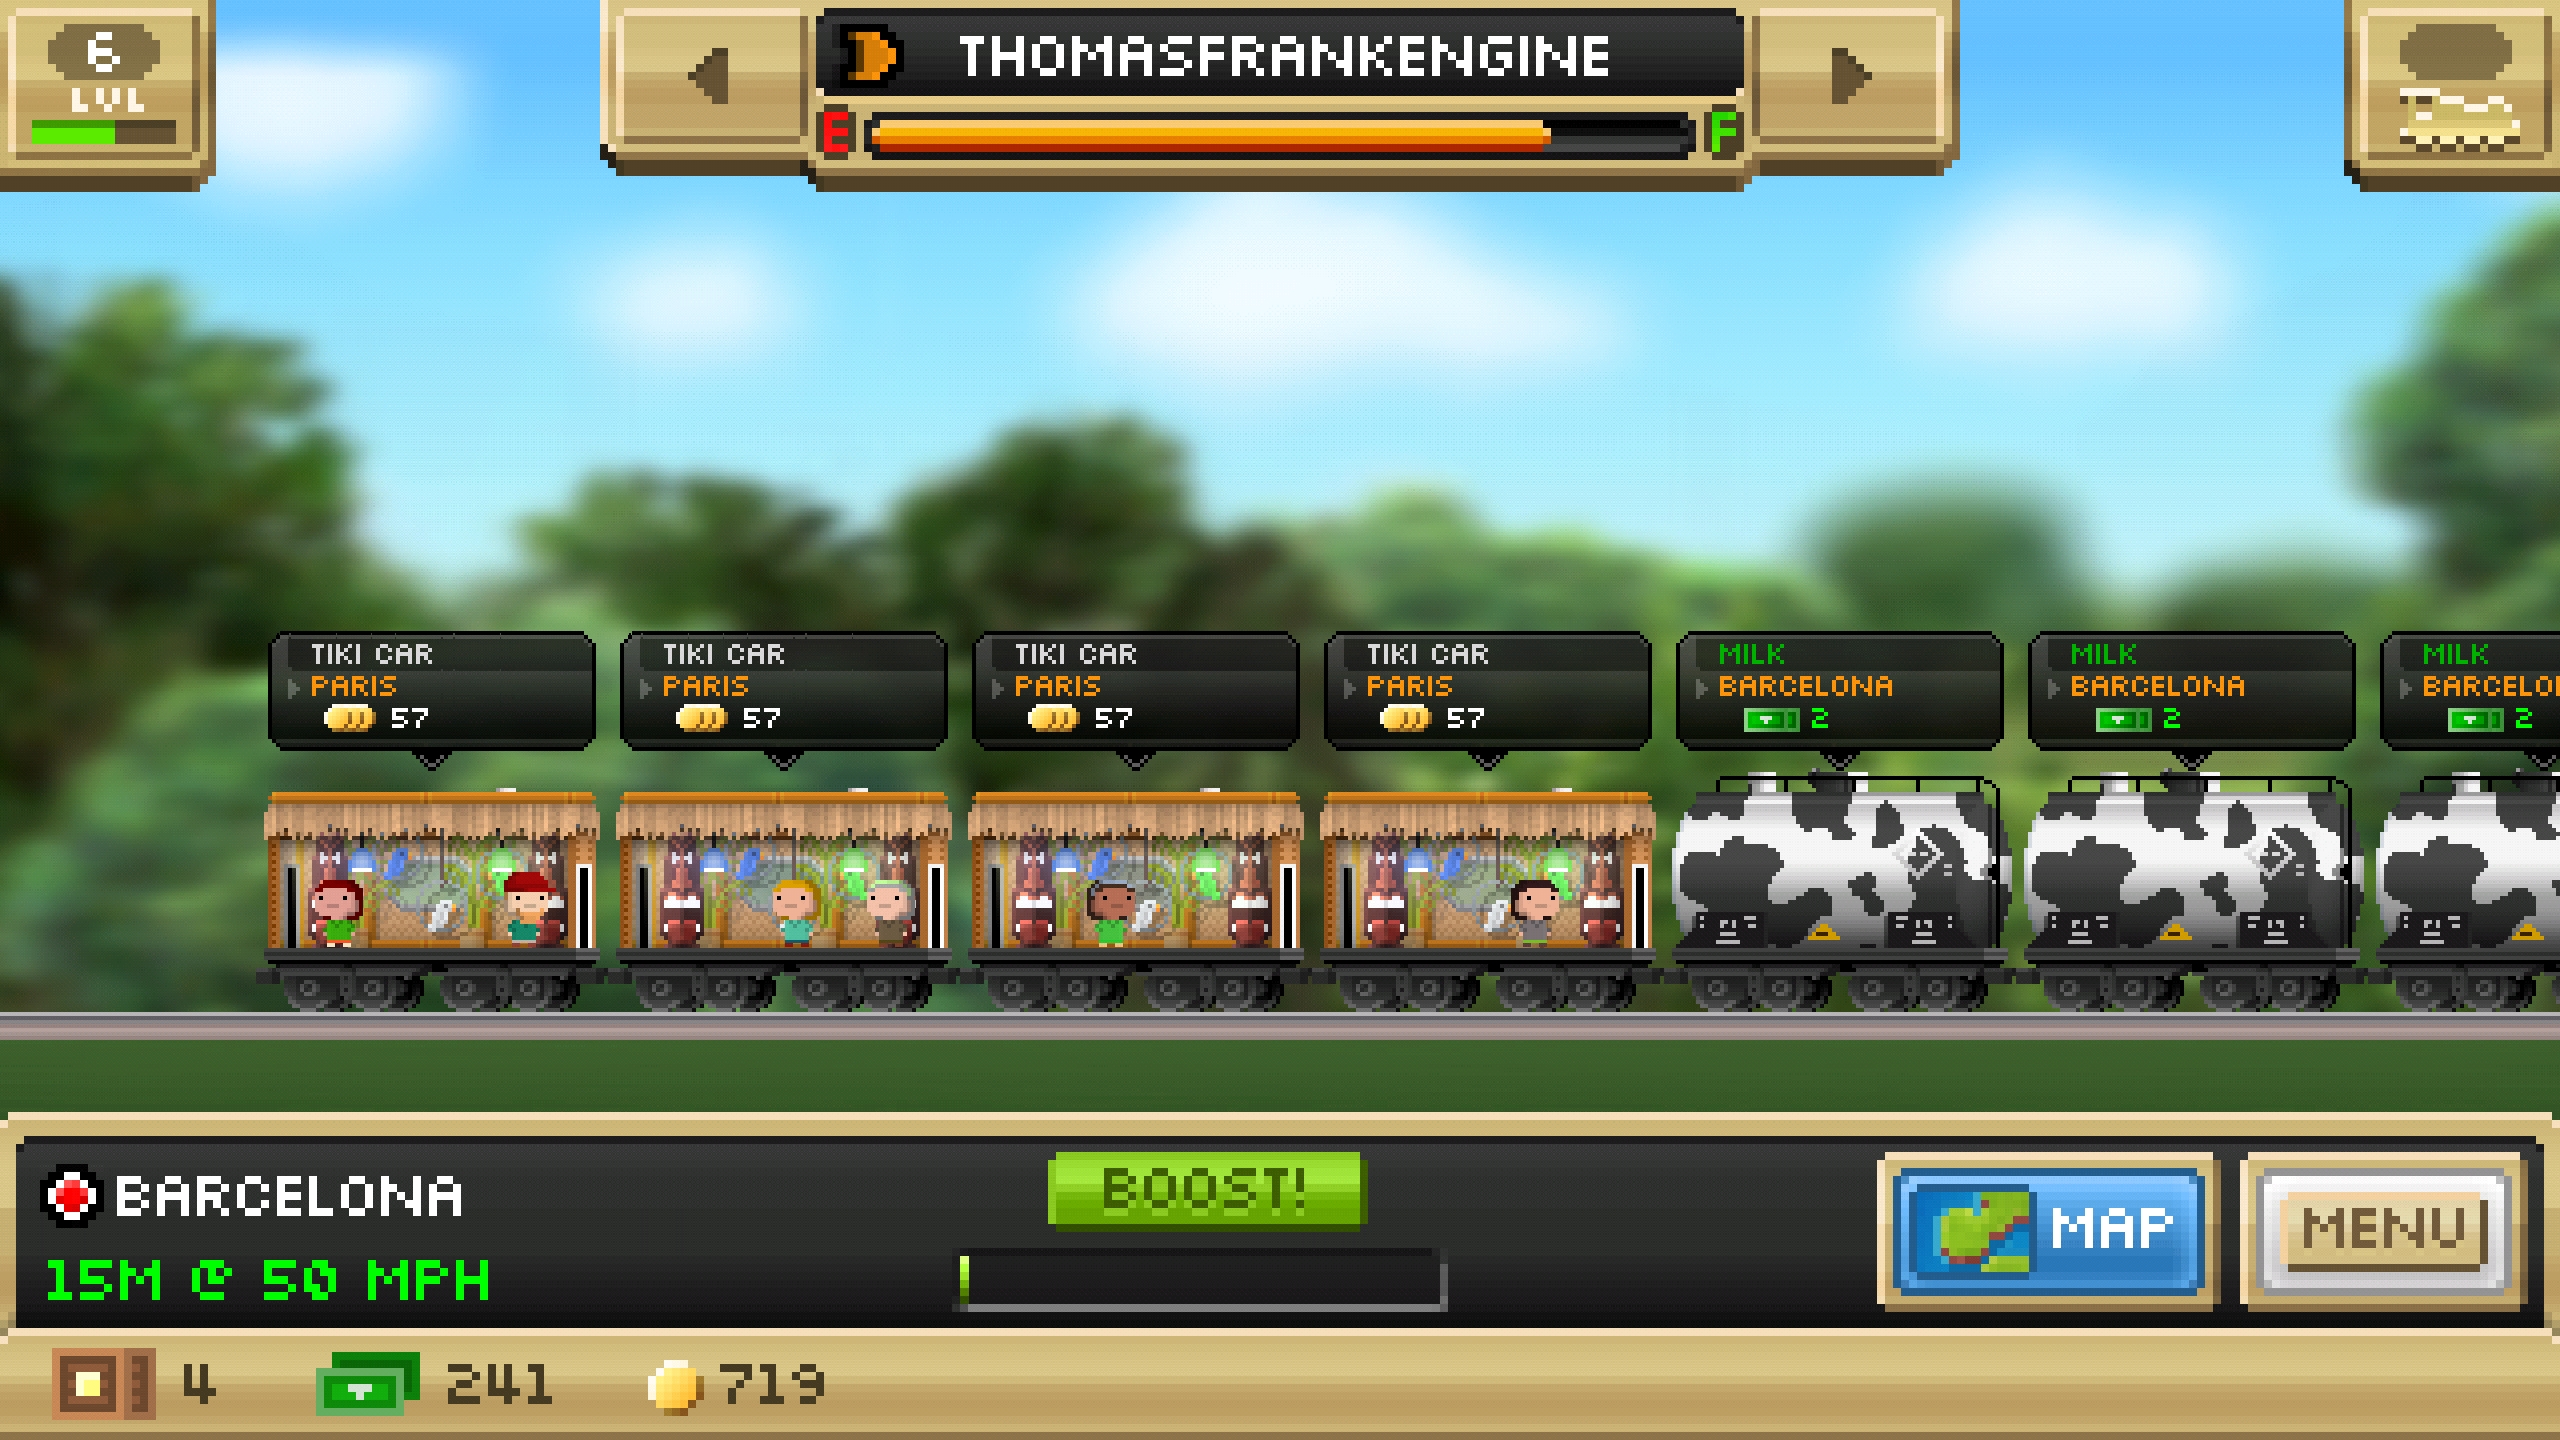 6
LVL
THOMASFRANKENGINE
E F
TIKI CAR
PARIS
57
TIKI CAR
PARIS
57
TIKI CAR
PARIS
57
TIKI CAR
PARIS
57
MILK
BARCELONA
2
MILK
BARCELONA
2
MILK
BARCELO
2
BARCELONA
15M @ 50 MPH
BOOST!
MAP
MENU
4 241 719